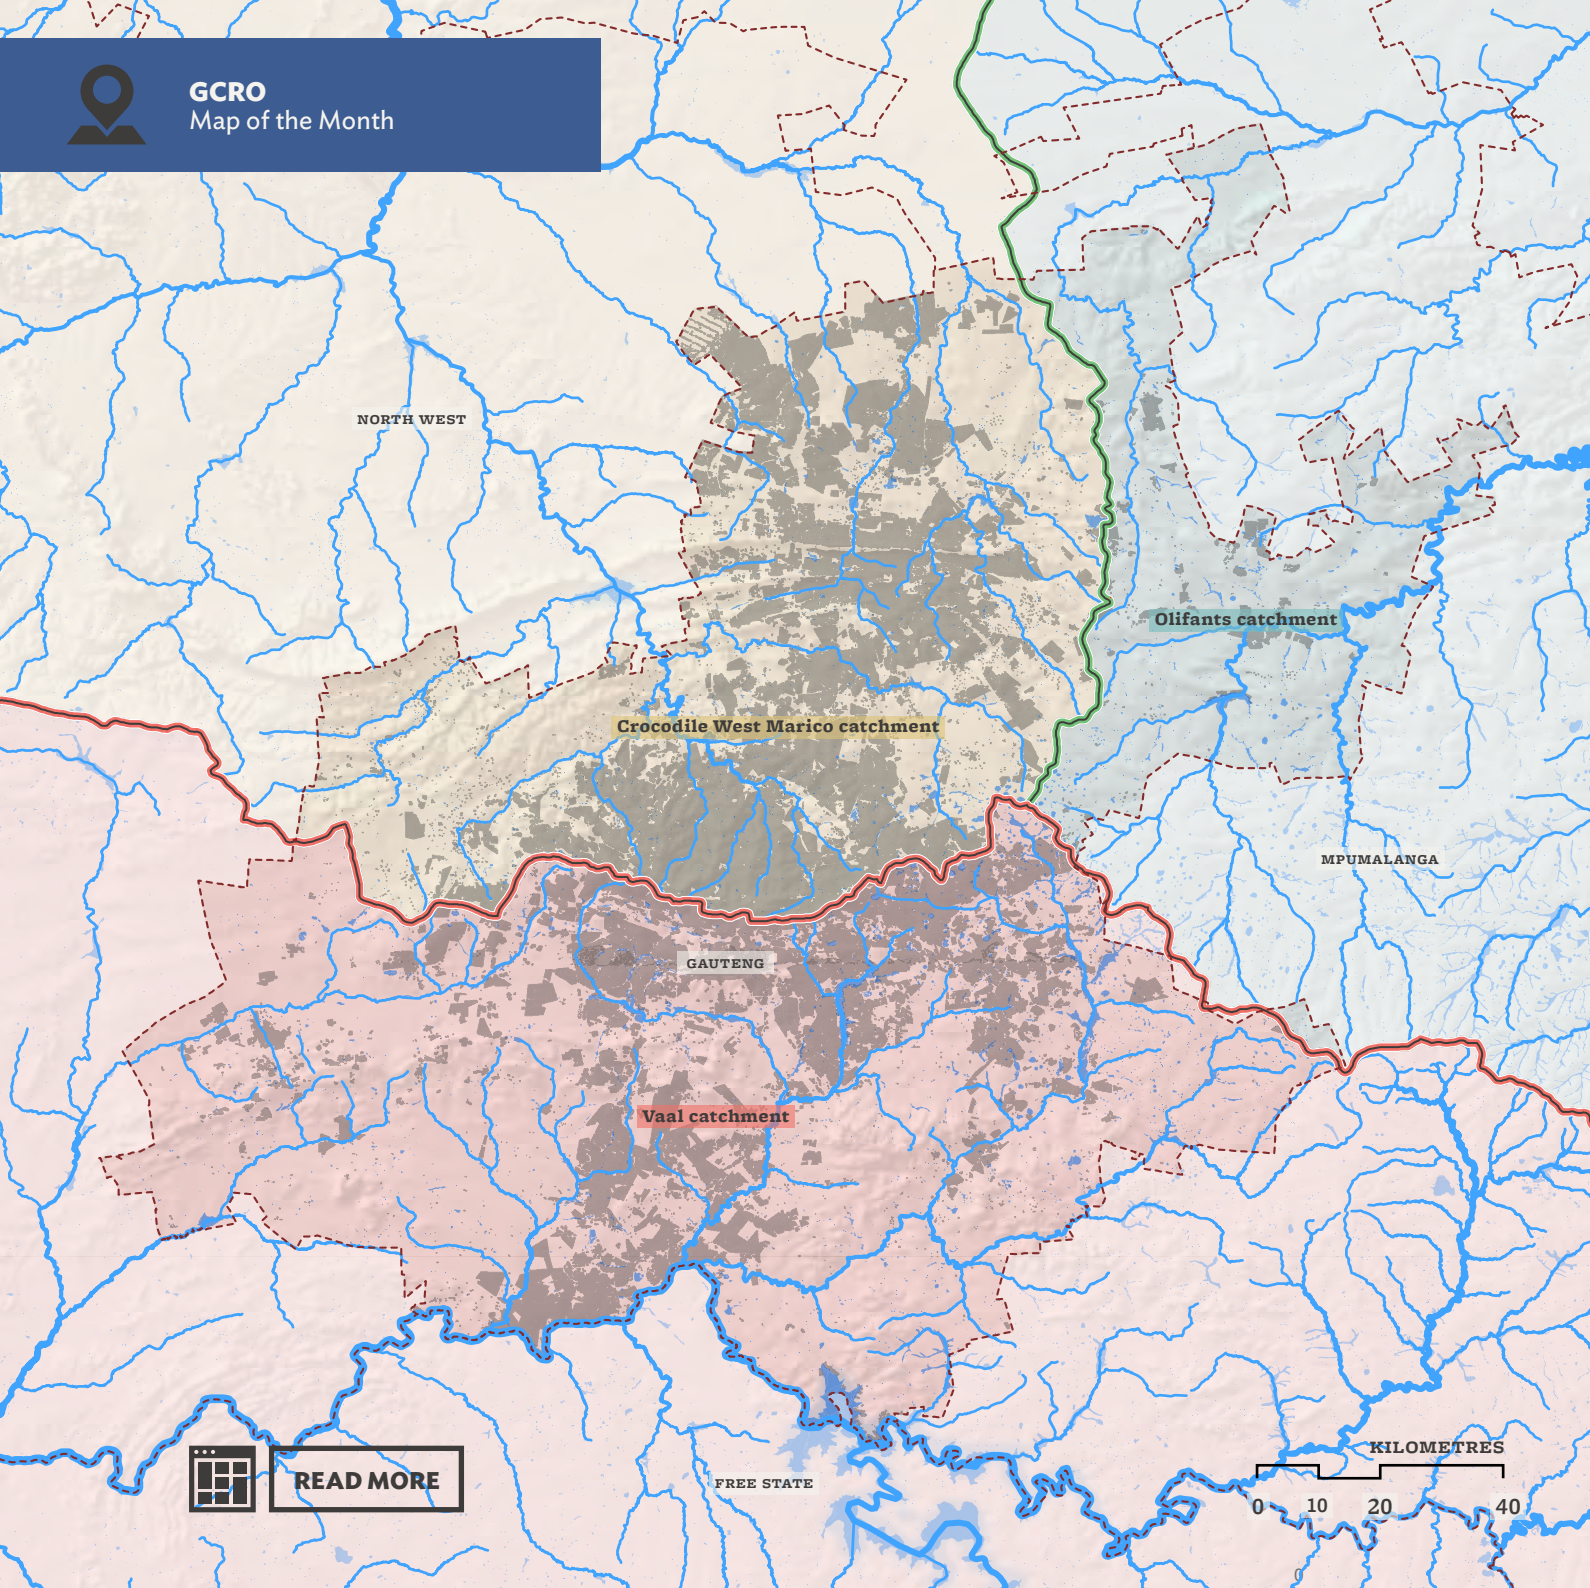 GCRO
Map of the Month
NORTH WEST
Olifants catchment
Crocodile West Marico catchment
MPUMALANGA
GAUTENG
Vaal catchment
READ MORE
FREE STATE
KILOMETRES
0 10 20 40